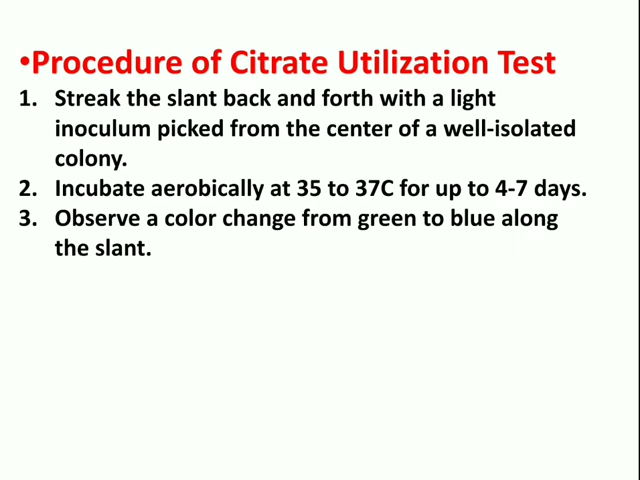 •Procedure of Citrate Utilization Test
1. Streak the slant back and forth with a light
inoculum picked from the center of a well-isolated
colony.
2. Incubate aerobically at 35 to 37C for up to 4-7 days.
3. Observe a color change from green to blue along
the slant.